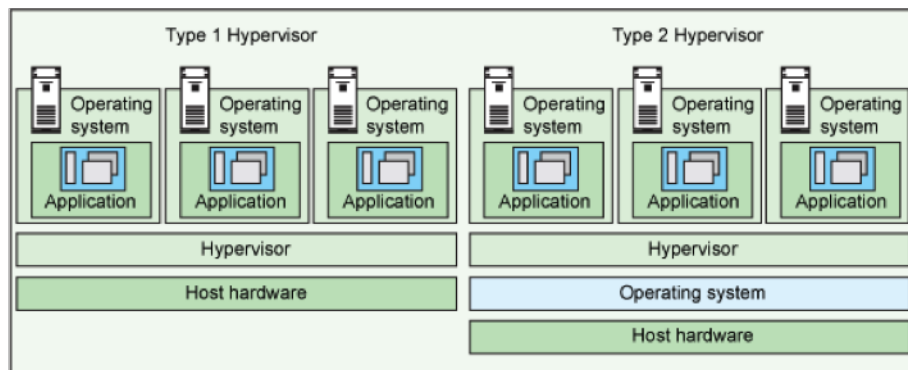 Type 1 Hypervisor
Type 2 Hypervisor
Operating
system
Application
Operating
system
Application
Operating
system
Application
Operating
system
Application
Operating
system
Application
Operating
system
Application
Hypervisor
Hypervisor
Host hardware
Operating system
Host hardware